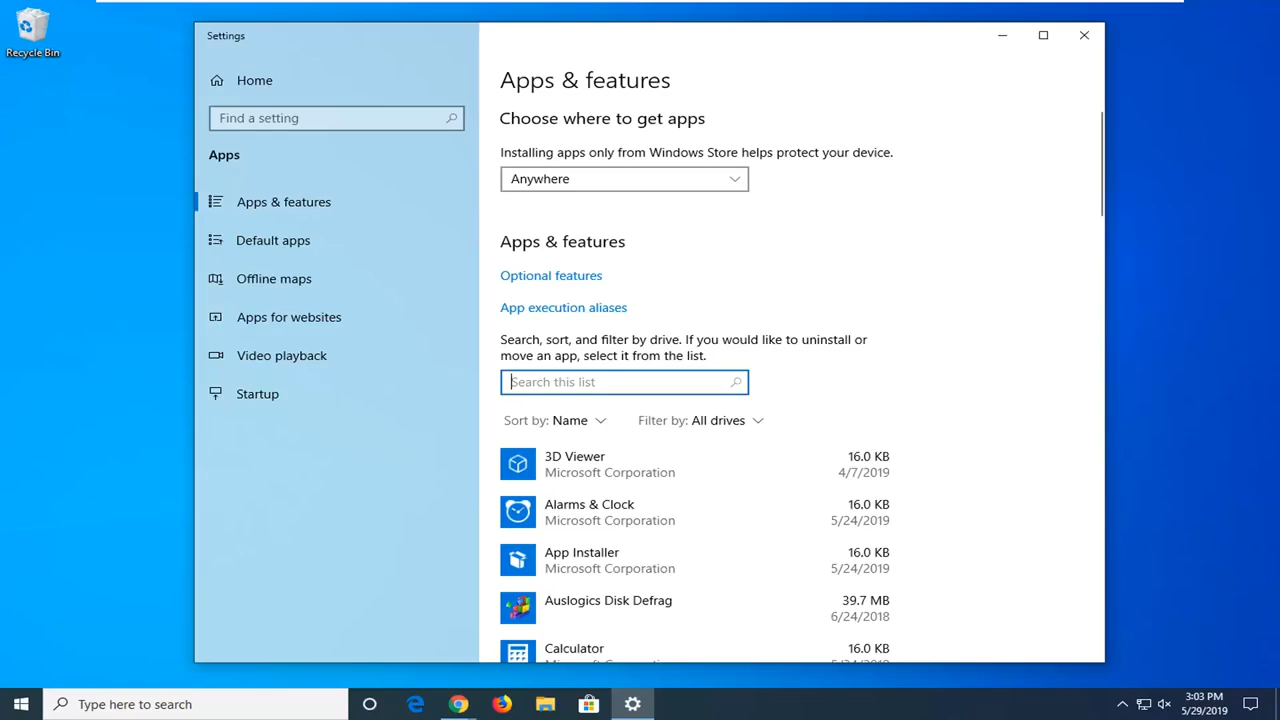 Recycle Bin
Settings
Home
Find a setting
Apps
Apps & features
Default apps
Offline maps
Apps for websites
Video playback
Startup
Apps & features
Choose where to get apps
Installing apps only from Windows Store helps protect your device.
Anywhere
Apps & features
Optional features
App execution aliases
Search, sort, and filter by drive. If you would like to uninstall or
move an app, select it from the list.
Search this list
Sort by: Name Filter by: All drives
3D Viewer 16.0 KB
Microsoft Corporation 4/7/2019
Alarms & Clock 16.0 KB
Microsoft Corporation 5/24/2019
App Installer 16.0 KB
Microsoft Corporation 5/24/2019
Auslogics Disk Defrag 39.7 MB
6/24/2018
Calculator 16.0 KB
Type here to search
3:03 PM
5/29/2019